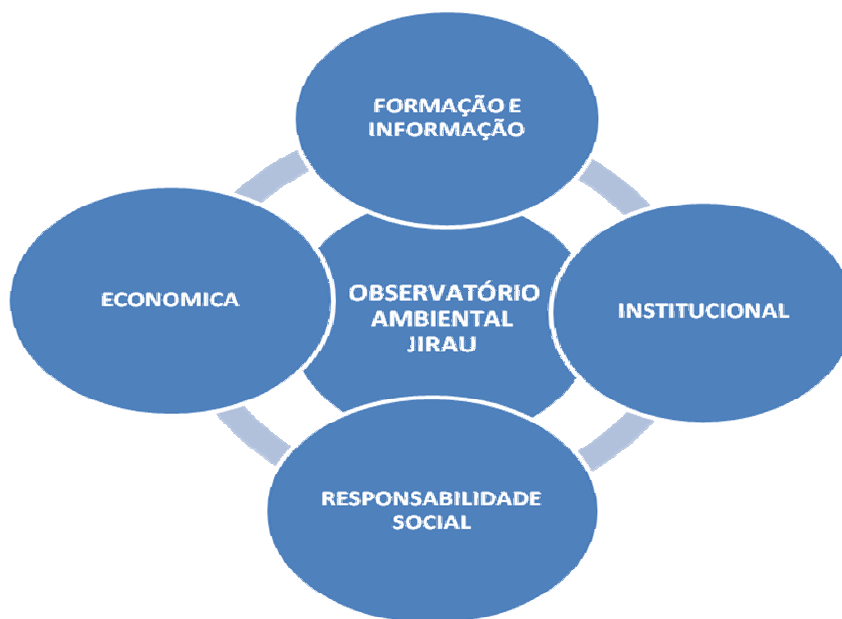 FORMAÇÃO E
INFORMAÇÃO
ECONOMICA
OBSERVATÓRIO
AMBIENTAL
JIRAU
INSTITUCIONAL
RESPONSABILIDADE
SOCIAL